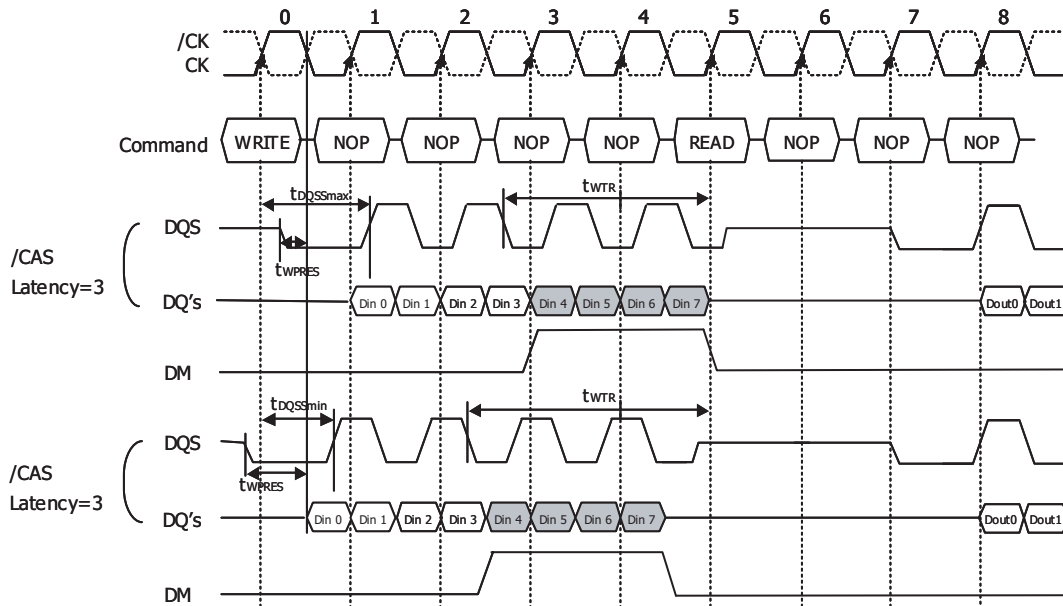 0 1 2 3 4 5 6 7 8
/CK
CK
Command WRITE NOP NOP NOP NOP READ NOP NOP NOP
tDQSSmax tWTR
DQS
tWPRES
/CAS
Latency=3
DQ's Din 0 Din 1 Din 2 Din 3 Din 4 Din 5 Din 6 Din 7 Dout0 Dout1
DM
tDQSSmin tWTR
DQS
tWPRES
/CAS
Latency=3
DQ's Din 0 Din 1 Din 2 Din 3 Din 4 Din 5 Din 6 Din 7 Dout0 Dout1
DM